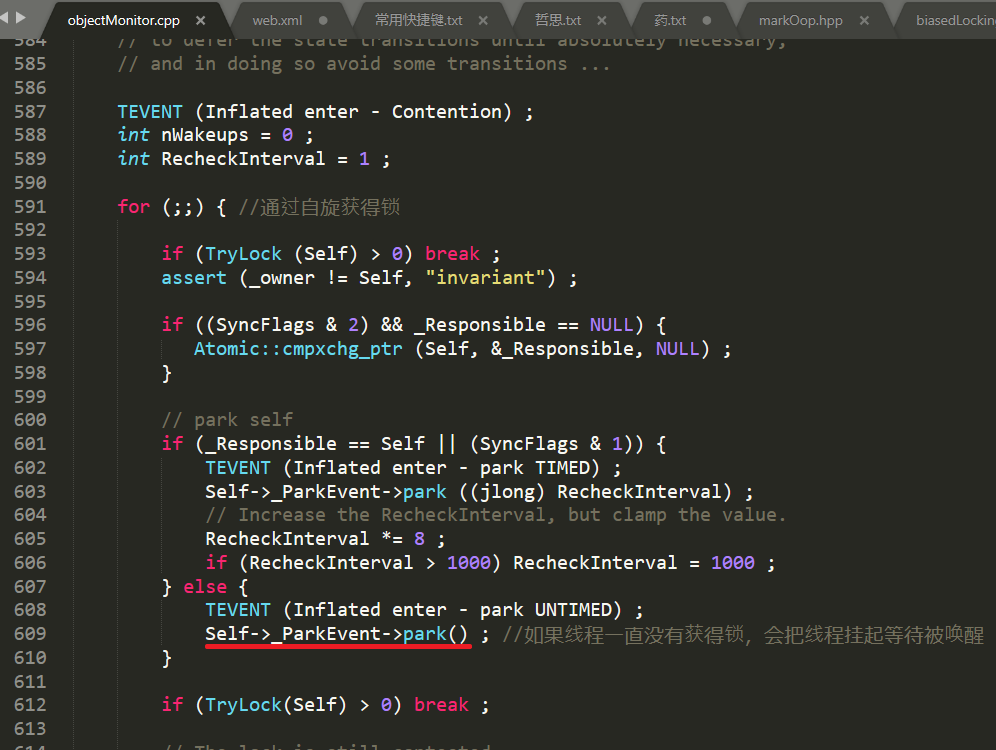 objectMonitor.cpp × web.xml 常用快捷键.txt × 哲思.txt × 药.txt markOop.hpp × biasedLocking
584 // to defer the state transitions until absolutely necessary,
585 // and in doing so avoid some transitions ...
586
587 TEVENT (Inflated enter - Contention) ;
588 int nWakeups = 0 ;
589 int RecheckInterval = 1 ;
590
591 for (;;) { //通过自旋获得锁
592
593 if (TryLock (Self) > 0) break ;
594 assert (_owner != Self, "invariant") ;
595
596 if ((SyncFlags & 2) && _Responsible == NULL) {
597 Atomic::cmpxchg_ptr (Self, &_Responsible, NULL) ;
598 }
599
600 // park self
601 if (_Responsible == Self || (SyncFlags & 1)) {
602 TEVENT (Inflated enter - park TIMED) ;
603 Self->_ParkEvent->park ((jlong) RecheckInterval) ;
604 // Increase the RecheckInterval, but clamp the value.
605 RecheckInterval *= 8 ;
606 if (RecheckInterval > 1000) RecheckInterval = 1000 ;
607 } else {
608 TEVENT (Inflated enter - park UNTIMED) ;
609 Self->_ParkEvent->park() ; //如果线程一直没有获得锁，会把线程挂起等待被唤醒
610 }
611
612 if (TryLock(Self) > 0) break ;
613
614 // The lock is still contested